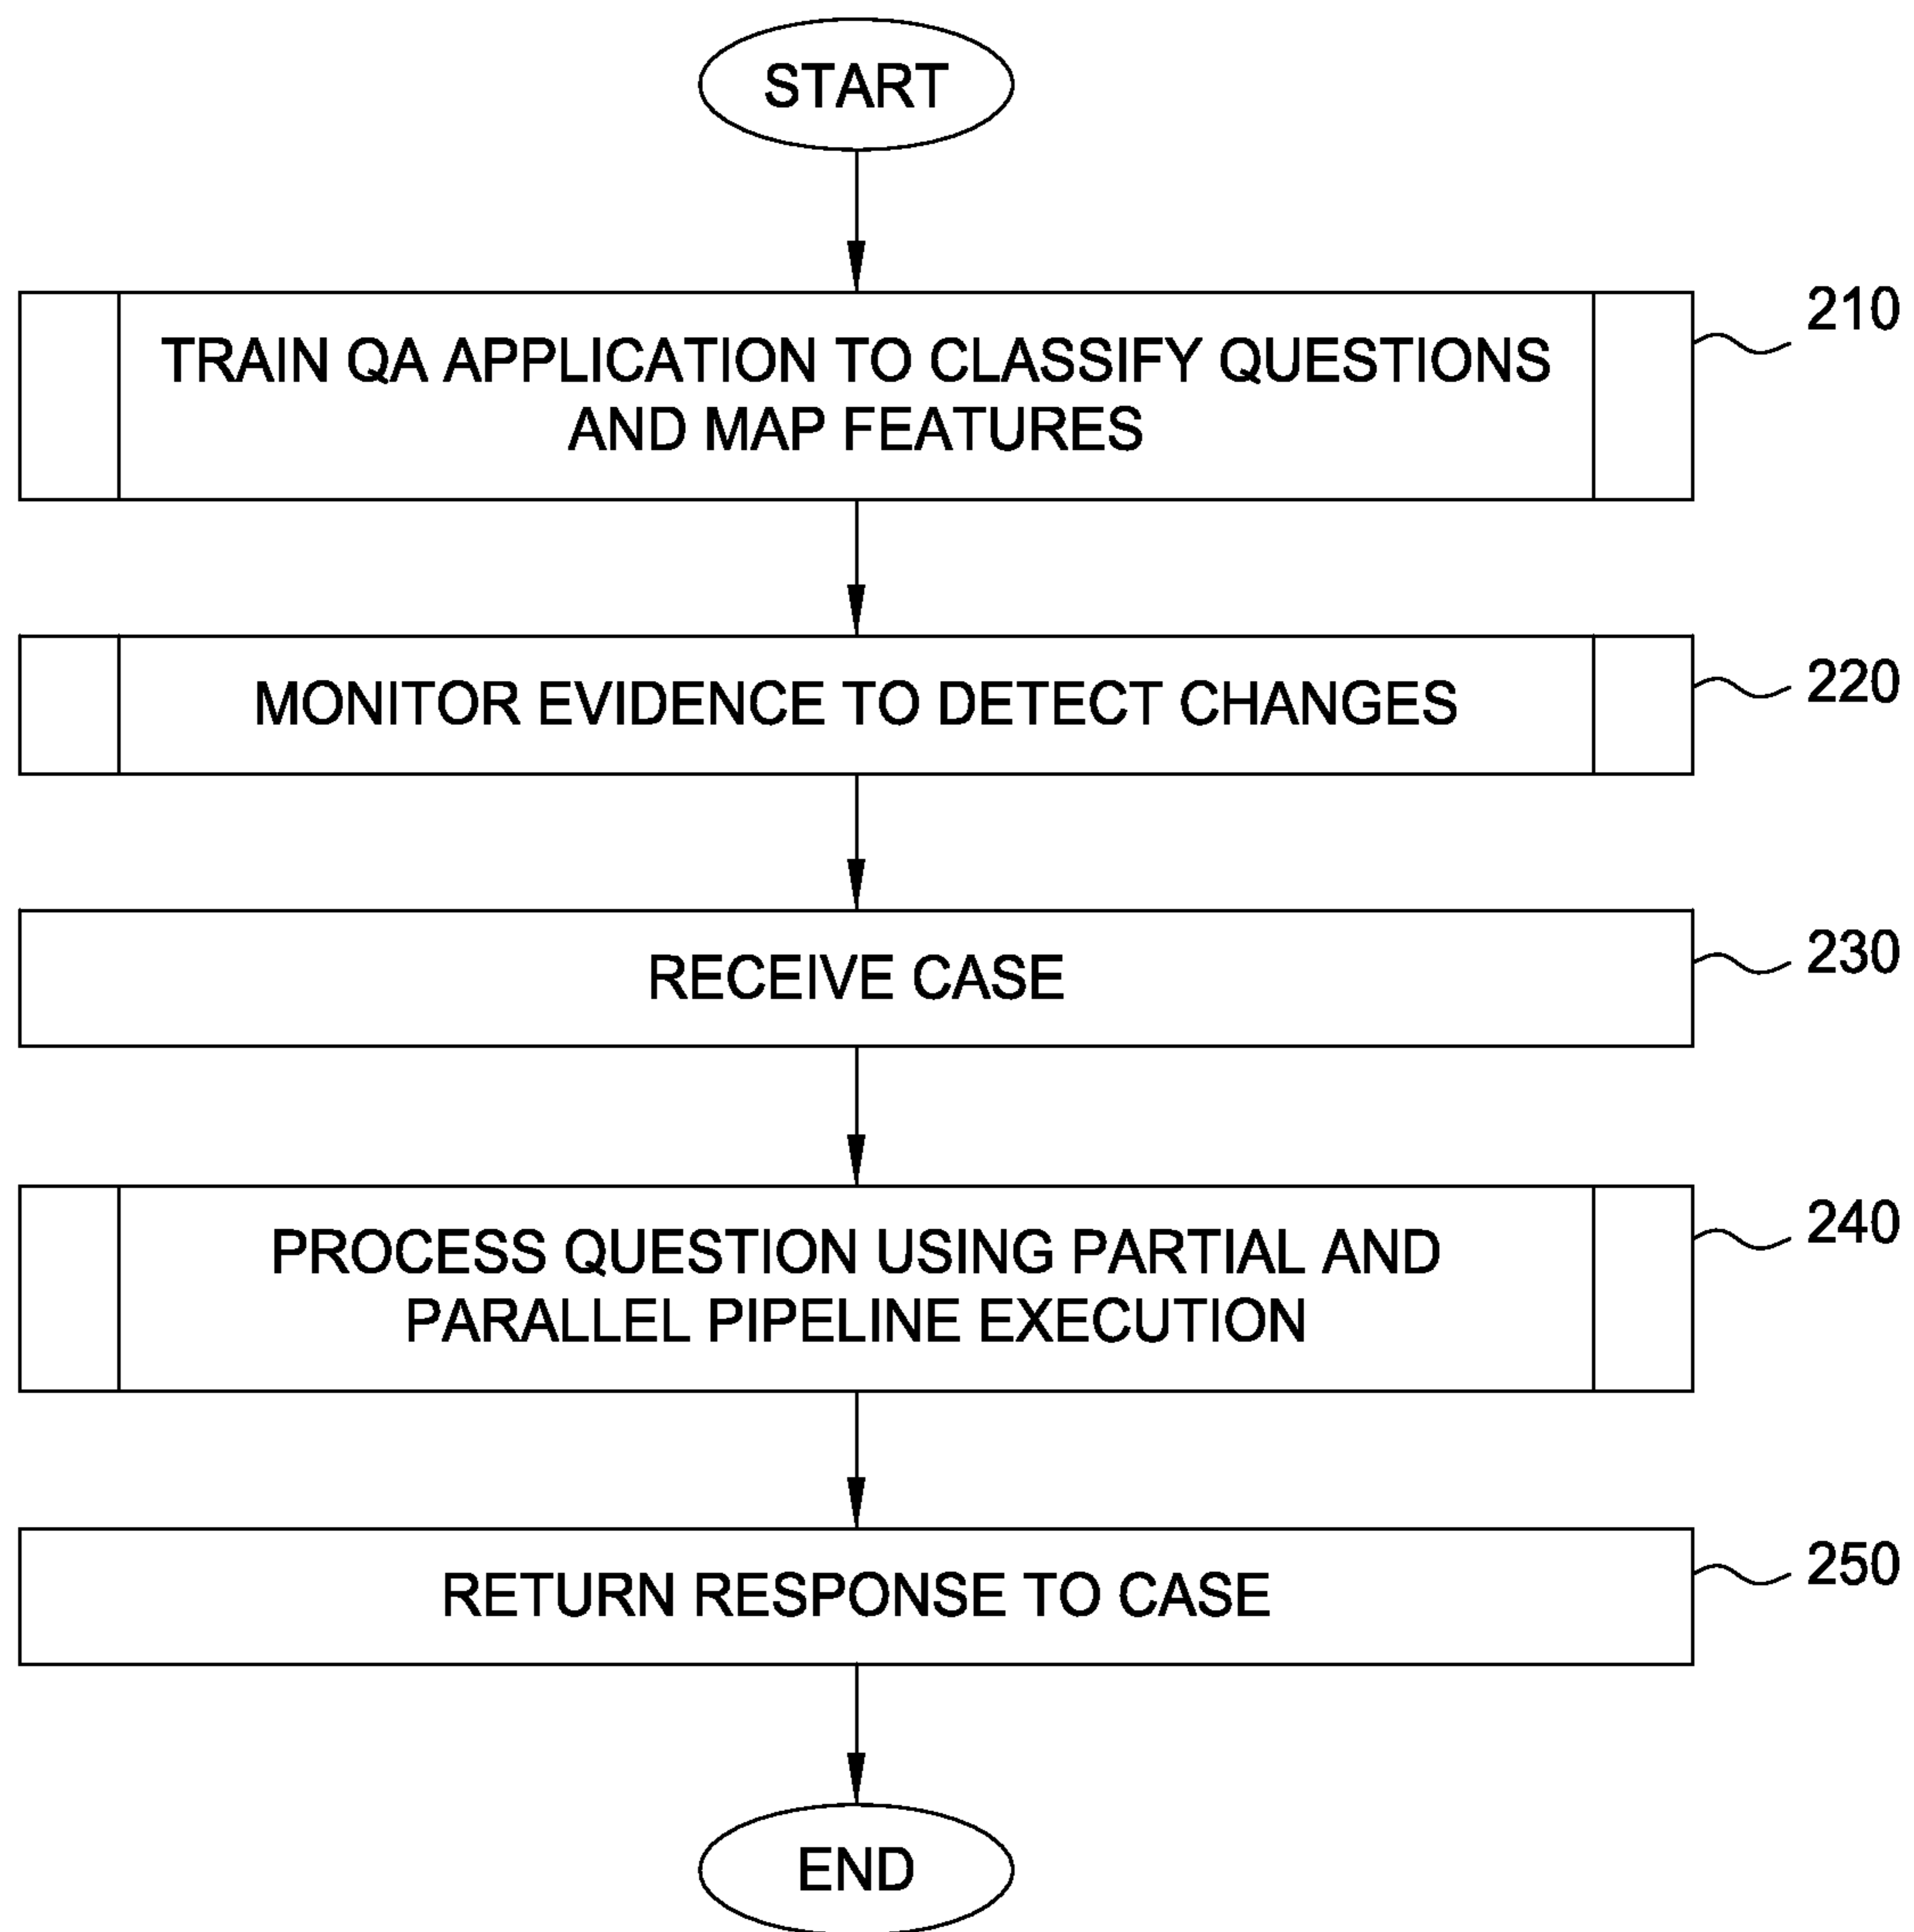 START
TRAIN QA APPLICATION TO CLASSIFY QUESTIONS
AND MAP FEATURES
210
MONITOR EVIDENCE TO DETECT CHANGES
220
RECEIVE CASE
230
PROCESS QUESTION USING PARTIAL AND
PARALLEL PIPELINE EXECUTION
240
RETURN RESPONSE TO CASE
250
END